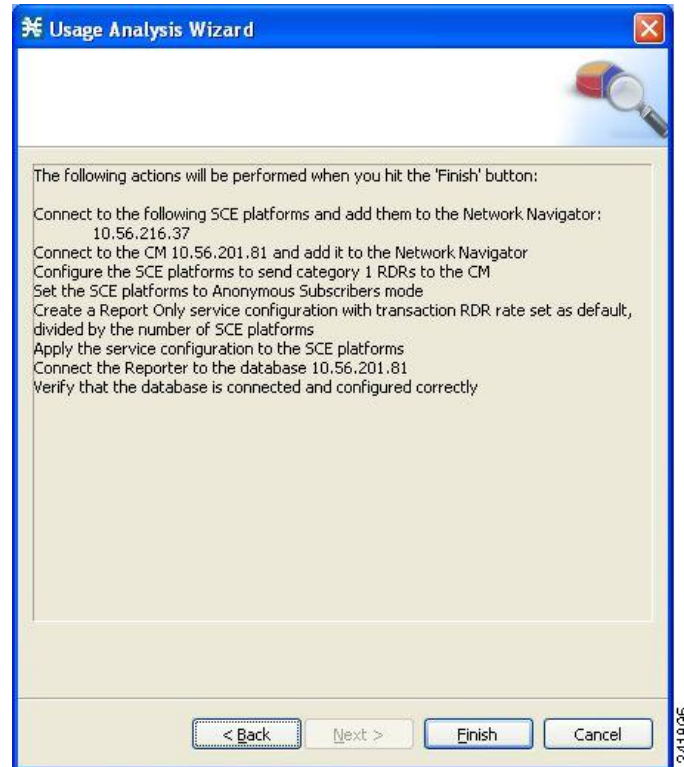 Usage Analysis Wizard
The following actions will be performed when you hit the 'Finish' button:
Connect to the following SCE platforms and add them to the Network Navigator:
10.56.216.37
Connect to the CM 10.56.201.81 and add it to the Network Navigator
Configure the SCE platforms to send category 1 RDRs to the CM
Set the SCE platforms to Anonymous Subscribers mode
Create a Report Only service configuration with transaction RDR rate set as default,
divided by the number of SCE platforms
Apply the service configuration to the SCE platforms
Connect the Reporter to the database 10.56.201.81
Verify that the database is connected and configured correctly
< Back Next > Finish Cancel